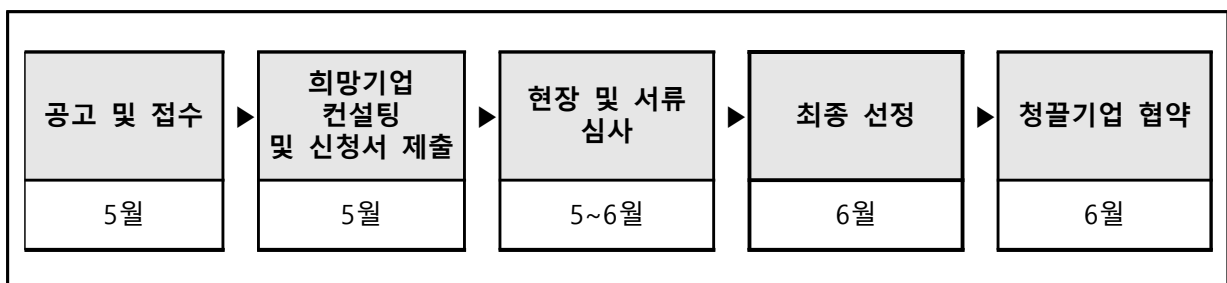 공고 및 접수
▶
희망기업
컨설팅
및 신청서 제출
▶
현장 및 서류
심사
▶
최종 선정
▶
청끌기업 협약
5월
5월
5~6월
6월
6월